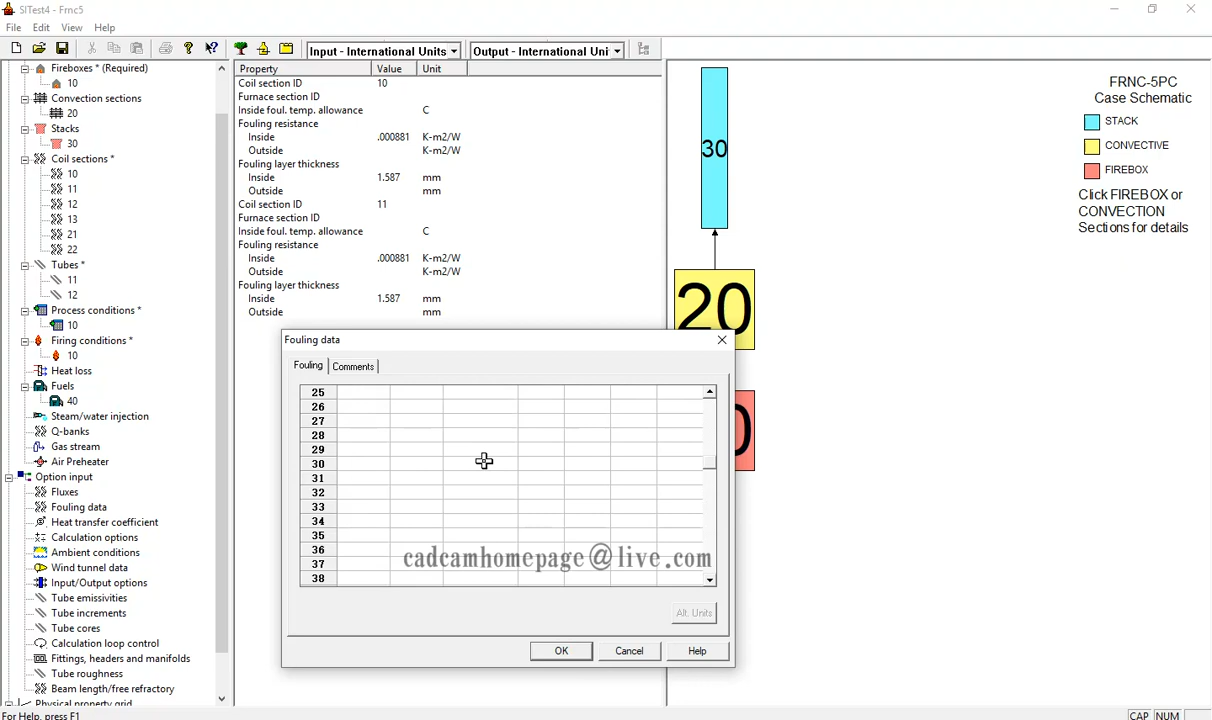 SITest4 - Frnc5
File Edit View Help
Input - International Units Output - International Uni
Fireboxes * (Required)
10
Convection sections
20
Stacks
30
Coil sections *
10
11
12
13
21
22
Tubes *
11
12
Process conditions *
10
Firing conditions *
10
Heat loss
Fuels
40
Steam/water injection
Q-banks
Gas stream
Air Preheater
Option input
Fluxes
Fouling data
Heat transfer coefficient
Calculation options
Ambient conditions
Wind tunnel data
Input/Output options
Tube emissivities
Tube increments
Tube cores
Calculation loop control
Fittings, headers and manifolds
Tube roughness
Beam length/free refractory
Physical property grid
Property Value Unit
Coil section ID 10
Furnace section ID
Inside foul. temp. allowance C
Fouling resistance
Inside .000881 K-m2/W
Outside K-m2/W
Fouling layer thickness
Inside 1.587 mm
Outside mm
Coil section ID 11
Furnace section ID
Inside foul. temp. allowance C
Fouling resistance
Inside .000881 K-m2/W
Outside K-m2/W
Fouling layer thickness
Inside 1.587 mm
Outside mm
Fouling data
Fouling Comments
25
26
27
28
29
30
31
32
33
34
35
36
37
38
cadcamhomepage@live.com
Alt. Units
OK Cancel Help
30
20
0
FRNC-5PC
Case Schematic
STACK
CONVECTIVE
FIREBOX
Click FIREBOX or
CONVECTION
Sections for details
For Help, press F1
CAP NUM